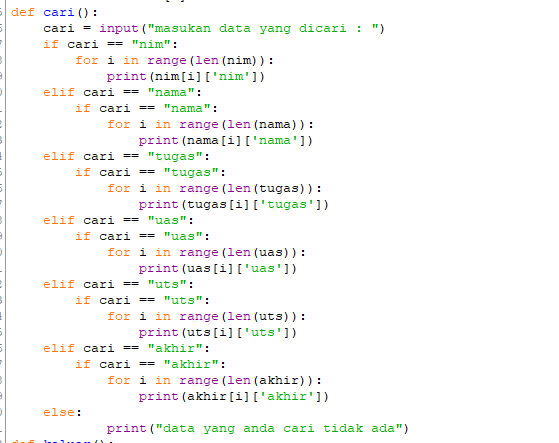 def cari():
    cari = input("masukan data yang dicari : ")
    if cari == "nim":
        for i in range(len(nim)):
            print(nim[i]['nim'])
    elif cari == "nama":
        if cari == "nama":
            for i in range(len(nama)):
                print(nama[i]['nama'])
    elif cari == "tugas":
        if cari == "tugas":
            for i in range(len(tugas)):
                print(tugas[i]['tugas'])
    elif cari == "uas":
        if cari == "uas":
            for i in range(len(uas)):
                print(uas[i]['uas'])
    elif cari == "uts":
        if cari == "uts":
            for i in range(len(uts)):
                print(uts[i]['uts'])
    elif cari == "akhir":
        if cari == "akhir":
            for i in range(len(akhir)):
                print(akhir[i]['akhir'])
    else:
            print("data yang anda cari tidak ada")